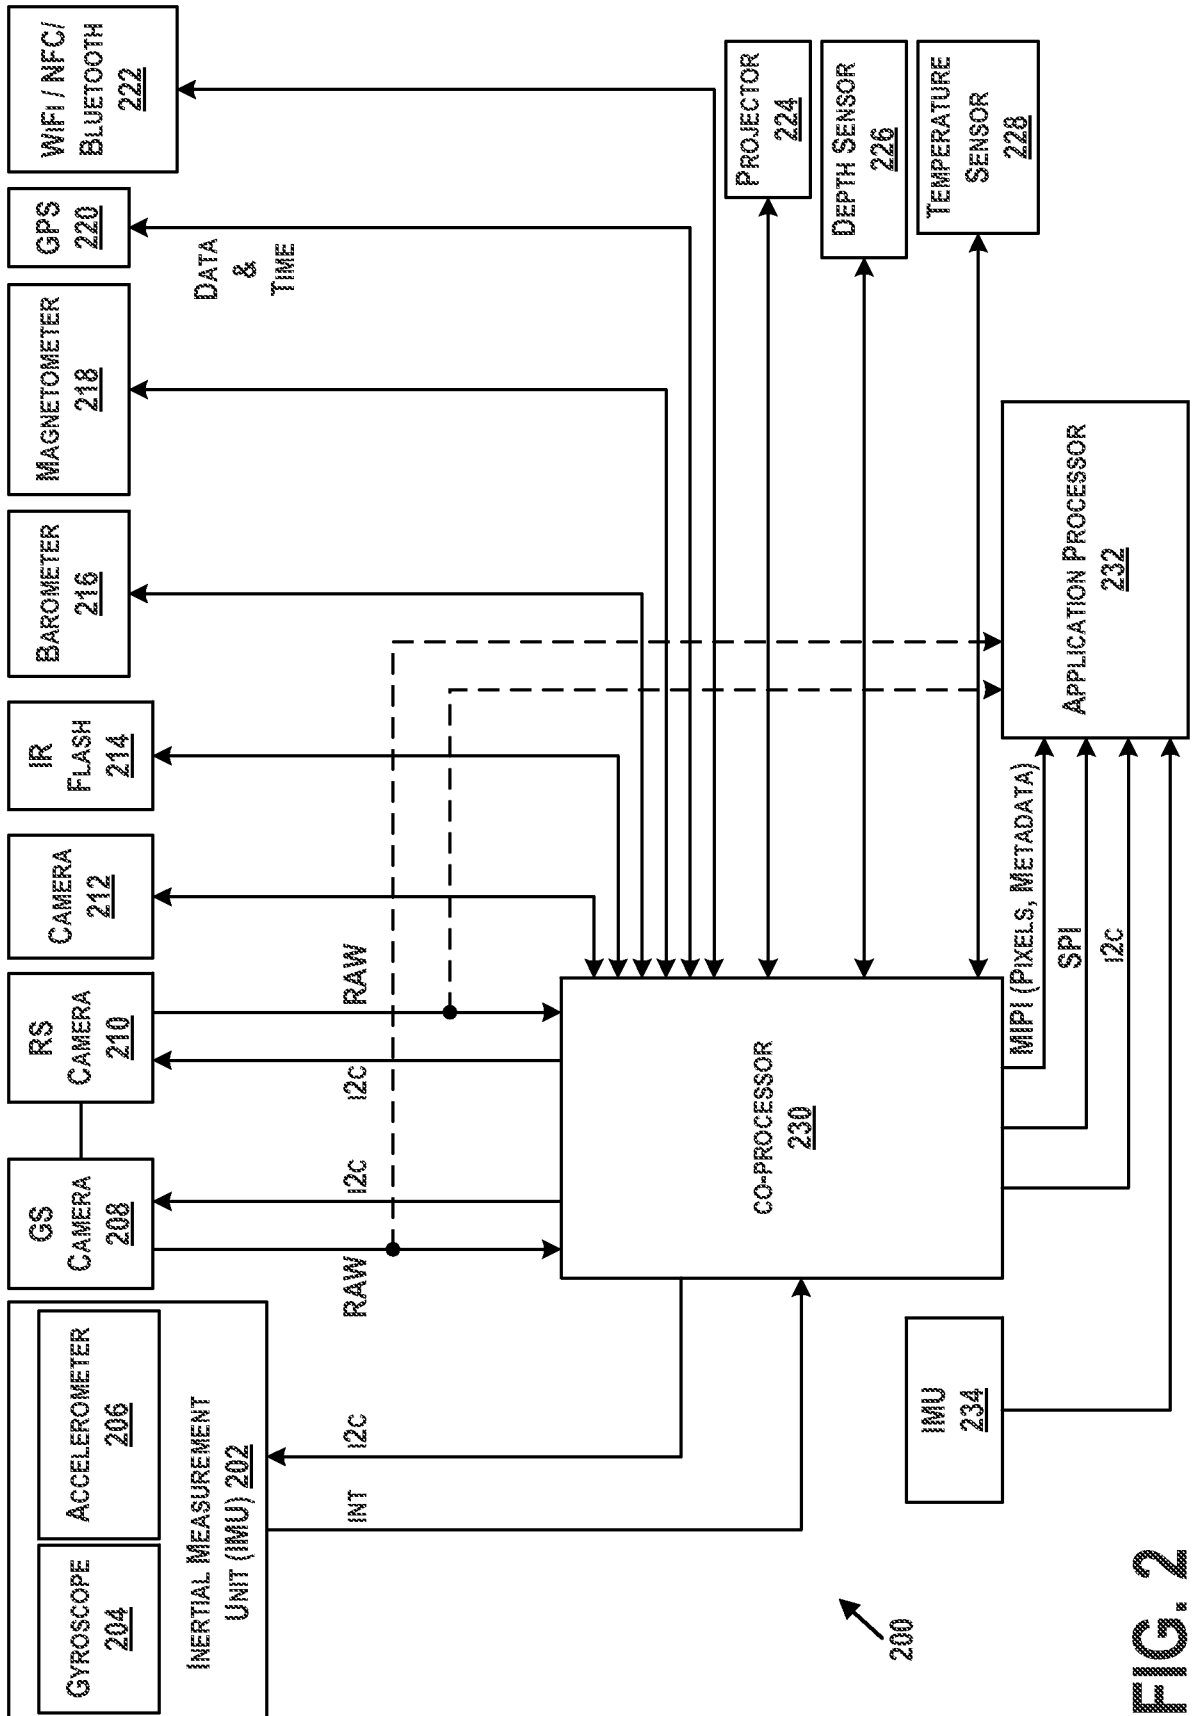 GYROSCOPE
204
ACCELEROMETER
206
INERTIAL MEASUREMENT
UNIT (IMU) 202
GS
CAMERA
208
RS
CAMERA
210
CAMERA
212
IR
FLASH
214
BAROMETER
216
MAGNETOMETER
218
GPS
220
WIFI / NFC/
BLUETOOTH
222
DATA
&
TIME
INT
I2C
RAW
I2C
I2C
RAW
PROJECTOR
224
DEPTH SENSOR
226
TEMPERATURE
SENSOR
228
CO-PROCESSOR
230
200
IMU
234
MIPI (PIXELS, METADATA)
SPI
I2C
APPLICATION PROCESSOR
232
FIG. 2